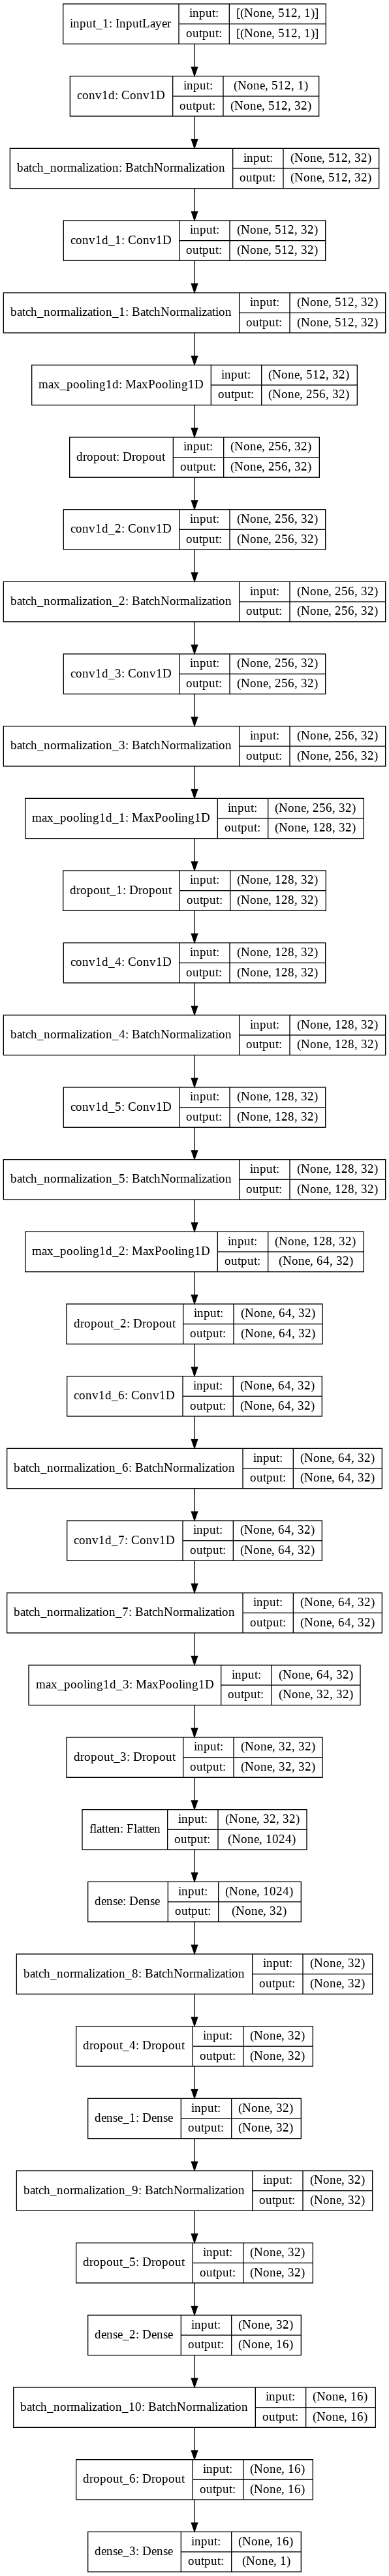 input_1: InputLayer input: [(None, 512, 1)]
output: [(None, 512, 1)]
conv1d: Conv1D input: (None, 512, 1)
output: (None, 512, 32)
batch_normalization: BatchNormalization input: (None, 512, 32)
output: (None, 512, 32)
conv1d_1: Conv1D input: (None, 512, 32)
output: (None, 512, 32)
batch_normalization_1: BatchNormalization input: (None, 512, 32)
output: (None, 512, 32)
max_pooling1d: MaxPooling1D input: (None, 512, 32)
output: (None, 256, 32)
dropout: Dropout input: (None, 256, 32)
output: (None, 256, 32)
conv1d_2: Conv1D input: (None, 256, 32)
output: (None, 256, 32)
batch_normalization_2: BatchNormalization input: (None, 256, 32)
output: (None, 256, 32)
conv1d_3: Conv1D input: (None, 256, 32)
output: (None, 256, 32)
batch_normalization_3: BatchNormalization input: (None, 256, 32)
output: (None, 256, 32)
max_pooling1d_1: MaxPooling1D input: (None, 256, 32)
output: (None, 128, 32)
dropout_1: Dropout input: (None, 128, 32)
output: (None, 128, 32)
conv1d_4: Conv1D input: (None, 128, 32)
output: (None, 128, 32)
batch_normalization_4: BatchNormalization input: (None, 128, 32)
output: (None, 128, 32)
conv1d_5: Conv1D input: (None, 128, 32)
output: (None, 128, 32)
batch_normalization_5: BatchNormalization input: (None, 128, 32)
output: (None, 128, 32)
max_pooling1d_2: MaxPooling1D input: (None, 128, 32)
output: (None, 64, 32)
dropout_2: Dropout input: (None, 64, 32)
output: (None, 64, 32)
conv1d_6: Conv1D input: (None, 64, 32)
output: (None, 64, 32)
batch_normalization_6: BatchNormalization input: (None, 64, 32)
output: (None, 64, 32)
conv1d_7: Conv1D input: (None, 64, 32)
output: (None, 64, 32)
batch_normalization_7: BatchNormalization input: (None, 64, 32)
output: (None, 64, 32)
max_pooling1d_3: MaxPooling1D input: (None, 64, 32)
output: (None, 32, 32)
dropout_3: Dropout input: (None, 32, 32)
output: (None, 32, 32)
flatten: Flatten input: (None, 32, 32)
output: (None, 1024)
dense: Dense input: (None, 1024)
output: (None, 32)
batch_normalization_8: BatchNormalization input: (None, 32)
output: (None, 32)
dropout_4: Dropout input: (None, 32)
output: (None, 32)
dense_1: Dense input: (None, 32)
output: (None, 32)
batch_normalization_9: BatchNormalization input: (None, 32)
output: (None, 32)
dropout_5: Dropout input: (None, 32)
output: (None, 32)
dense_2: Dense input: (None, 32)
output: (None, 16)
batch_normalization_10: BatchNormalization input: (None, 16)
output: (None, 16)
dropout_6: Dropout input: (None, 16)
output: (None, 16)
dense_3: Dense input: (None, 16)
output: (None, 1)